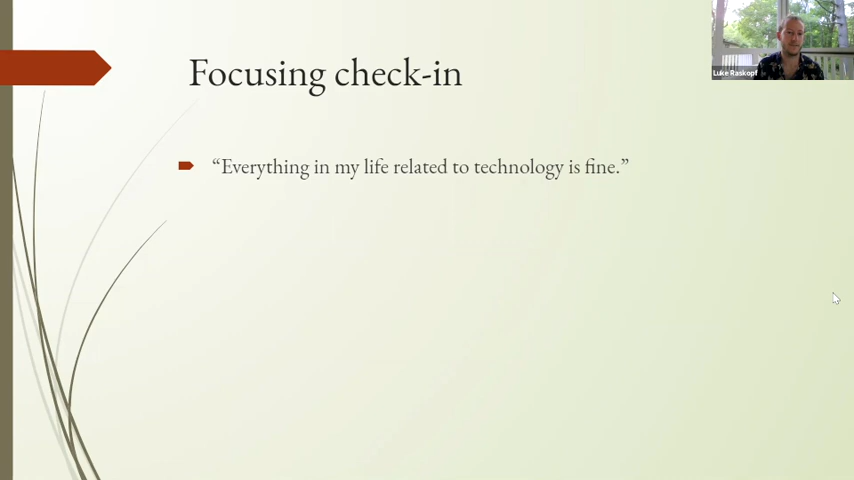 Focusing check-in
“Everything in my life related to technology is fine.”
Luke Raskopf